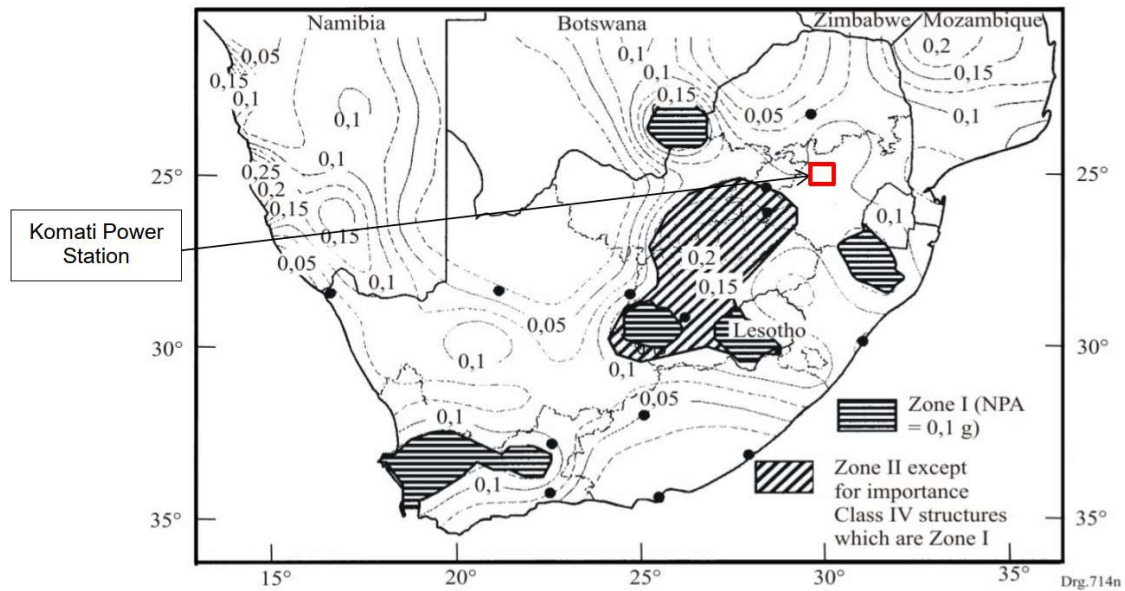 Namibia
Botswana
Zimbabwe
Mozambique
0,05
0,15
0,1
0,1
0,1
0,1
0,15
0,05
0,2
0,15
0,1
0,1
0,25
0,2
0,15
0,15
0,05
0,1
25°
25°
Komati Power
Station
0,1
0,2
0,15
0,05
Lesotho
0,1
0,1
30°
30°
0,05
0,1
0,1
Zone I (NPA
= 0,1 g)
Zone II except
for importance
Class IV structures
which are Zone I
35°
35°
15°
20°
25°
30°
35°
Drg.714n